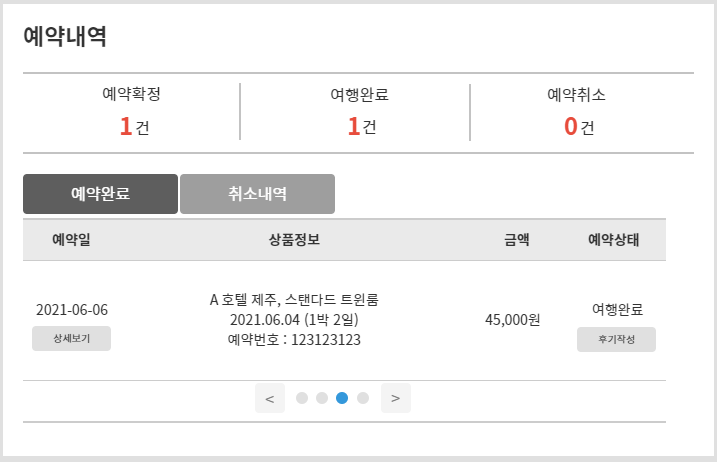 예약내역
예약확정 여행완료 예약취소
1건 1건 0건
예약완료 취소내역
예약일 상품정보 금액 예약상태
A 호텔 제주, 스탠다드 트윈룸
2021-06-06 2021.06.04 (1박 2일) 45,000원 여행완료
상세보기 예약번호 : 123123123 후기작성
< >